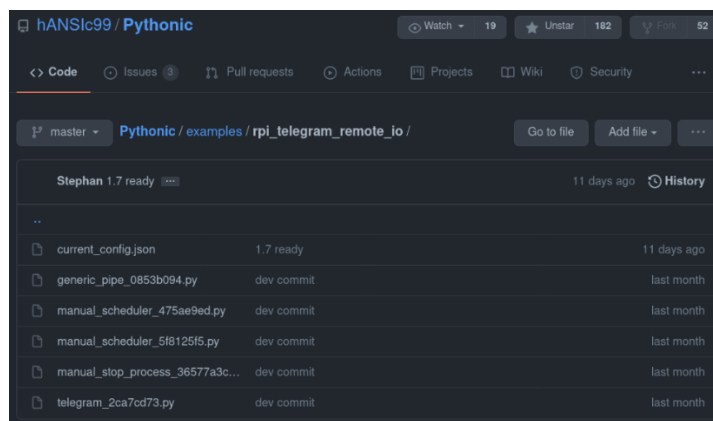 hANSIc99 / Pythonic
Watch 19 Unstar 182 Fork 52
Code Issues 3 Pull requests Actions Projects Wiki Security ...
master Pythonic / examples / rpi_telegram_remote_io / Go to file Add file ...
Stephan 1.7 ready ... 11 days ago History
..
current_config.json 1.7 ready 11 days ago
generic_pipe_0853b094.py dev commit last month
manual_scheduler_475ae9ed.py dev commit last month
manual_scheduler_5f8125f5.py dev commit last month
manual_stop_process_36577a3c... dev commit last month
telegram_2ca7cd73.py dev commit last month